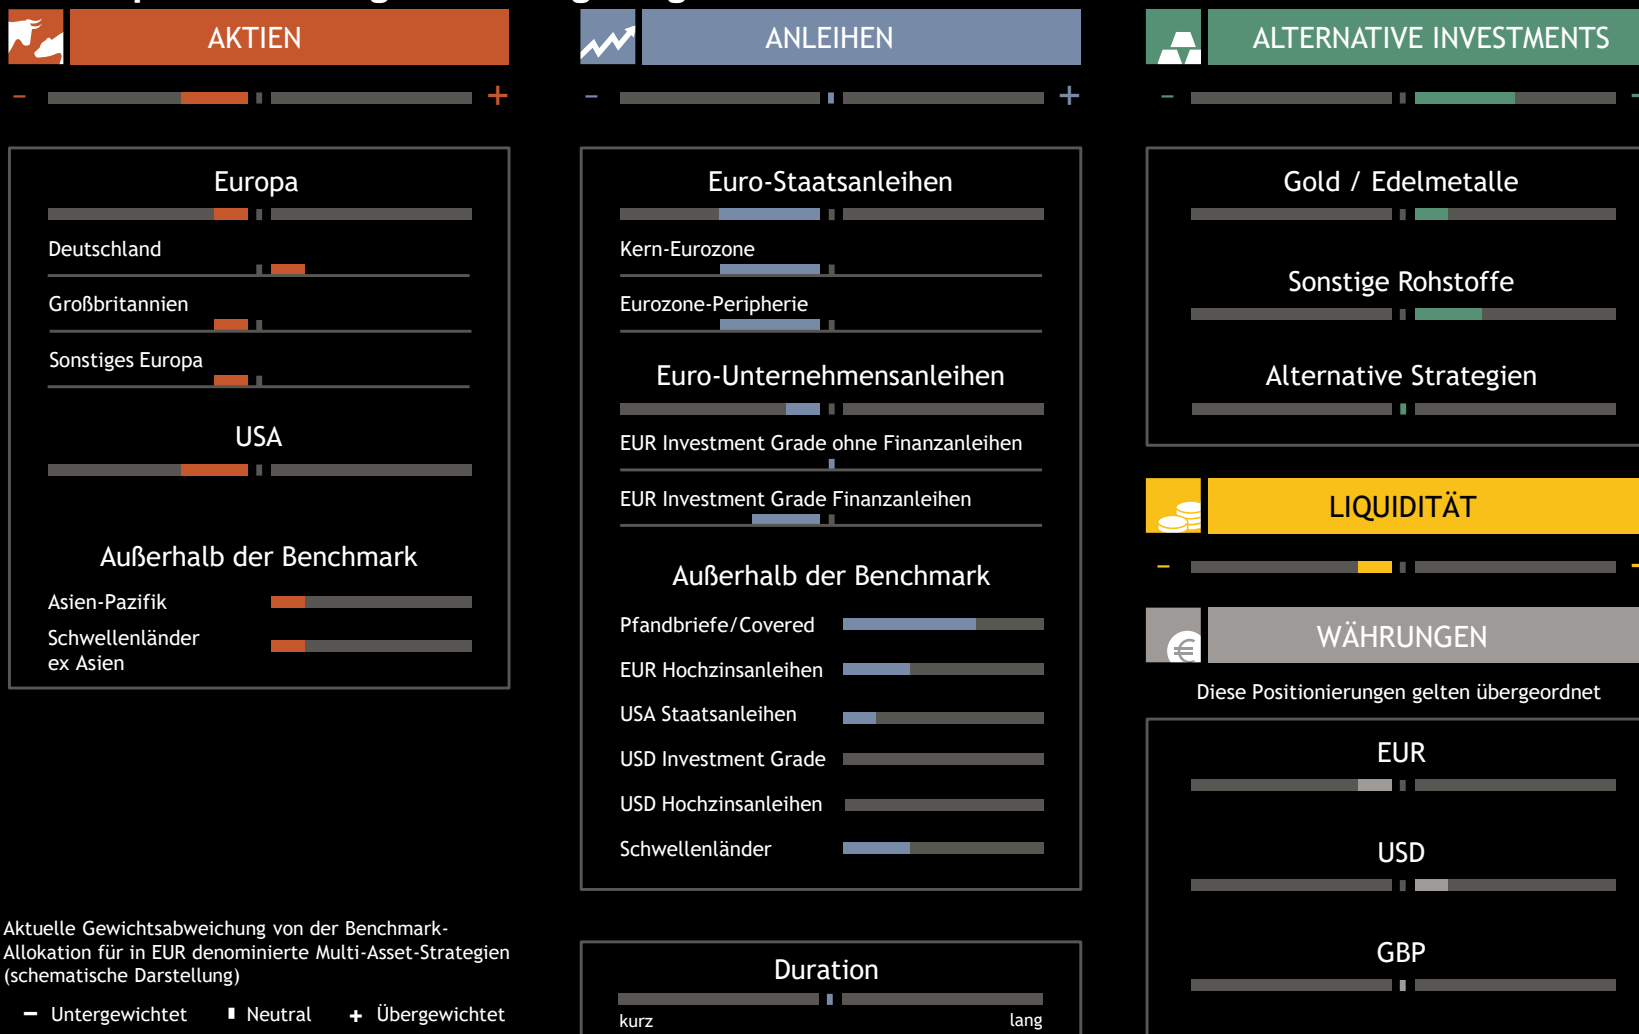 AKTIEN
- +
Europa
Deutschland
Großbritannien
Sonstiges Europa
USA
Außerhalb der Benchmark
Asien-Pazifik
Schwellenländer
ex Asien
Aktuelle Gewichtsabweichung von der Benchmark-
Allokation für in EUR denominierte Multi-Asset-Strategien
(schematische Darstellung)
- Untergewichtet Neutral + Übergewichtet
ANLEIHEN
- +
Euro-Staatsanleihen
Kern-Eurozone
Eurozone-Peripherie
Euro-Unternehmensanleihen
EUR Investment Grade ohne Finanzanleihen
EUR Investment Grade Finanzanleihen
Außerhalb der Benchmark
Pfandbriefe/Covered
EUR Hochzinsanleihen
USA Staatsanleihen
USD Investment Grade
USD Hochzinsanleihen
Schwellenländer
Duration
kurz lang
ALTERNATIVE INVESTMENTS
-
Gold / Edelmetalle
Sonstige Rohstoffe
Alternative Strategien
LIQUIDITÄT
-
€
WÄHRUNGEN
Diese Positionierungen gelten übergeordnet
EUR
USD
GBP